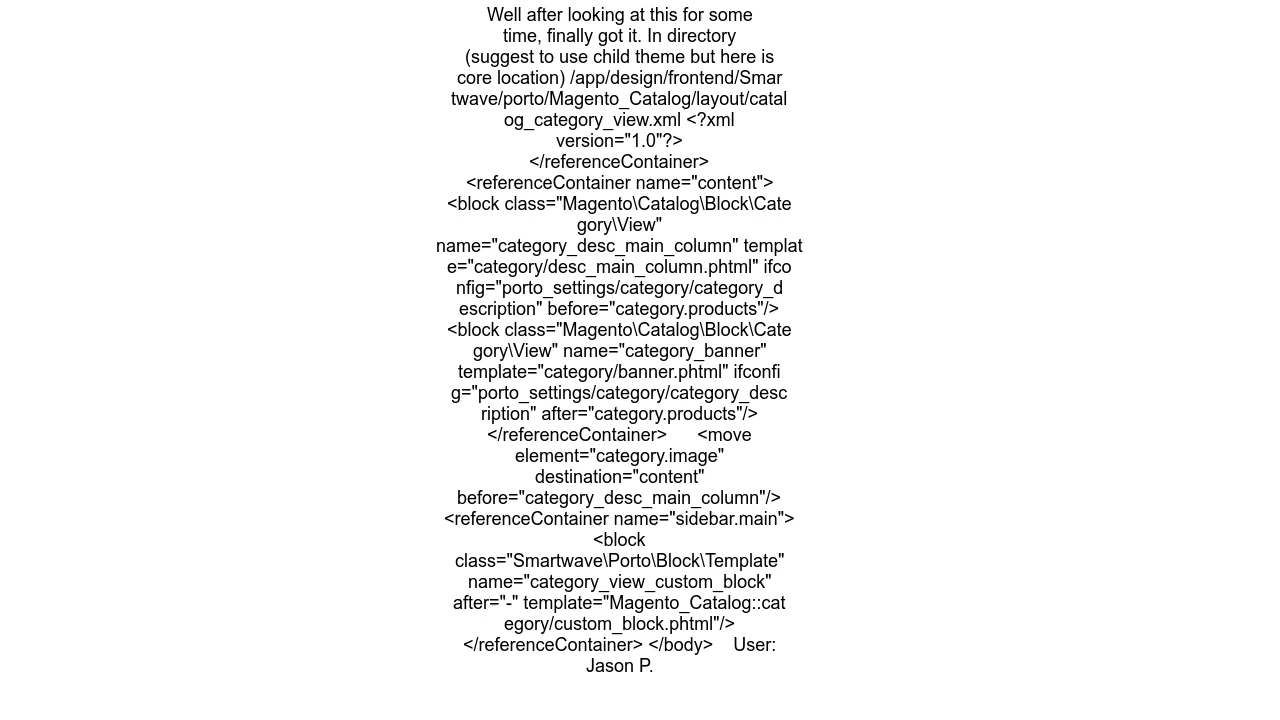 Well after looking at this for some
time, finally got it. In directory
(suggest to use child theme but here is
core location) /app/design/frontend/Smar
twave/porto/Magento_Catalog/layout/catal
og_category_view.xml <?xml
version="1.0"?>
</referenceContainer>
<referenceContainer name="content">
<block class="Magento\Catalog\Block\Cate
gory\View"
name="category_desc_main_column" templat
e="category/desc_main_column.phtml" ifco
nfig="porto_settings/category/category_d
escription" before="category.products"/>
<block class="Magento\Catalog\Block\Cate
gory\View" name="category_banner"
template="category/banner.phtml" ifconfi
g="porto_settings/category/category_desc
ription" after="category.products"/>
</referenceContainer>      <move
element="category.image"
destination="content"
before="category_desc_main_column"/>
<referenceContainer name="sidebar.main">
<block
class="Smartwave\Porto\Block\Template"
name="category_view_custom_block"
after="-" template="Magento_Catalog::cat
egory/custom_block.phtml"/>
</referenceContainer> </body>    User:
Jason P.